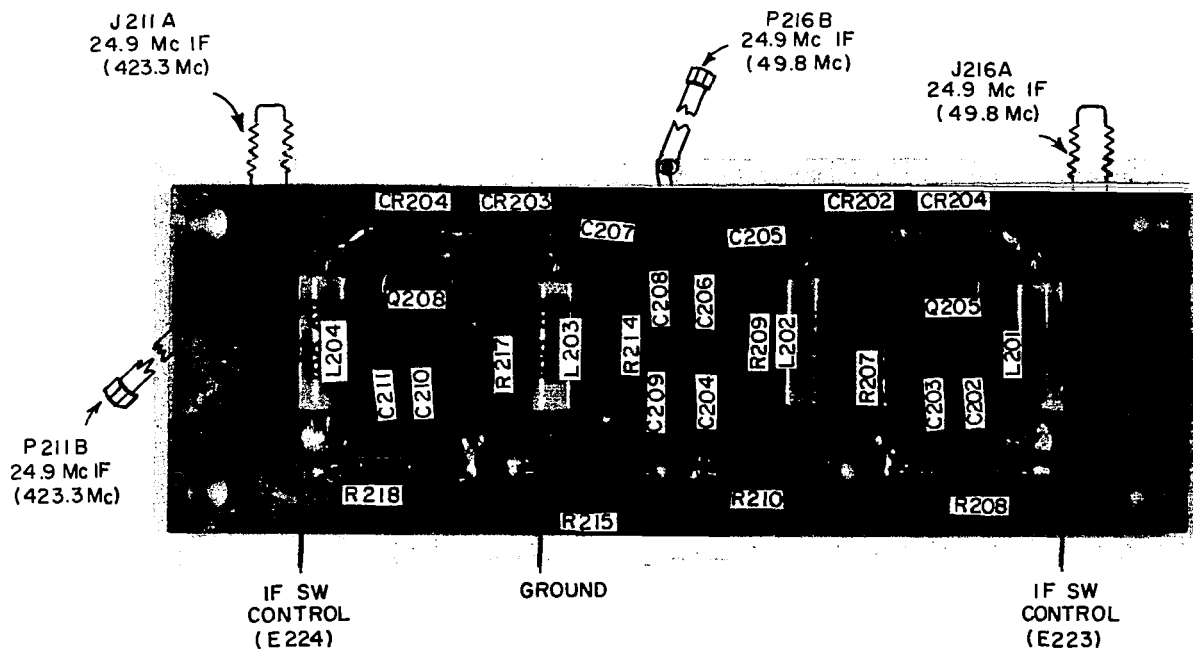 J211A
24.9 Mc IF
(423.3 Mc)
P216B
24.9 Mc IF
(49.8 Mc)
J216A
24.9 Mc IF
(49.8 Mc)
CR204
CR203
CR202
CR204
C207
C205
C208
C206
Q208
Q205
L204
R217
L203
R214
R209
L202
R207
L201
C211
C210
C209
C204
C203
C202
P211B
24.9 Mc IF
(423.3 Mc)
R218
R215
R210
R208
IF SW
CONTROL
(E224)
GROUND
IF SW
CONTROL
(E223)